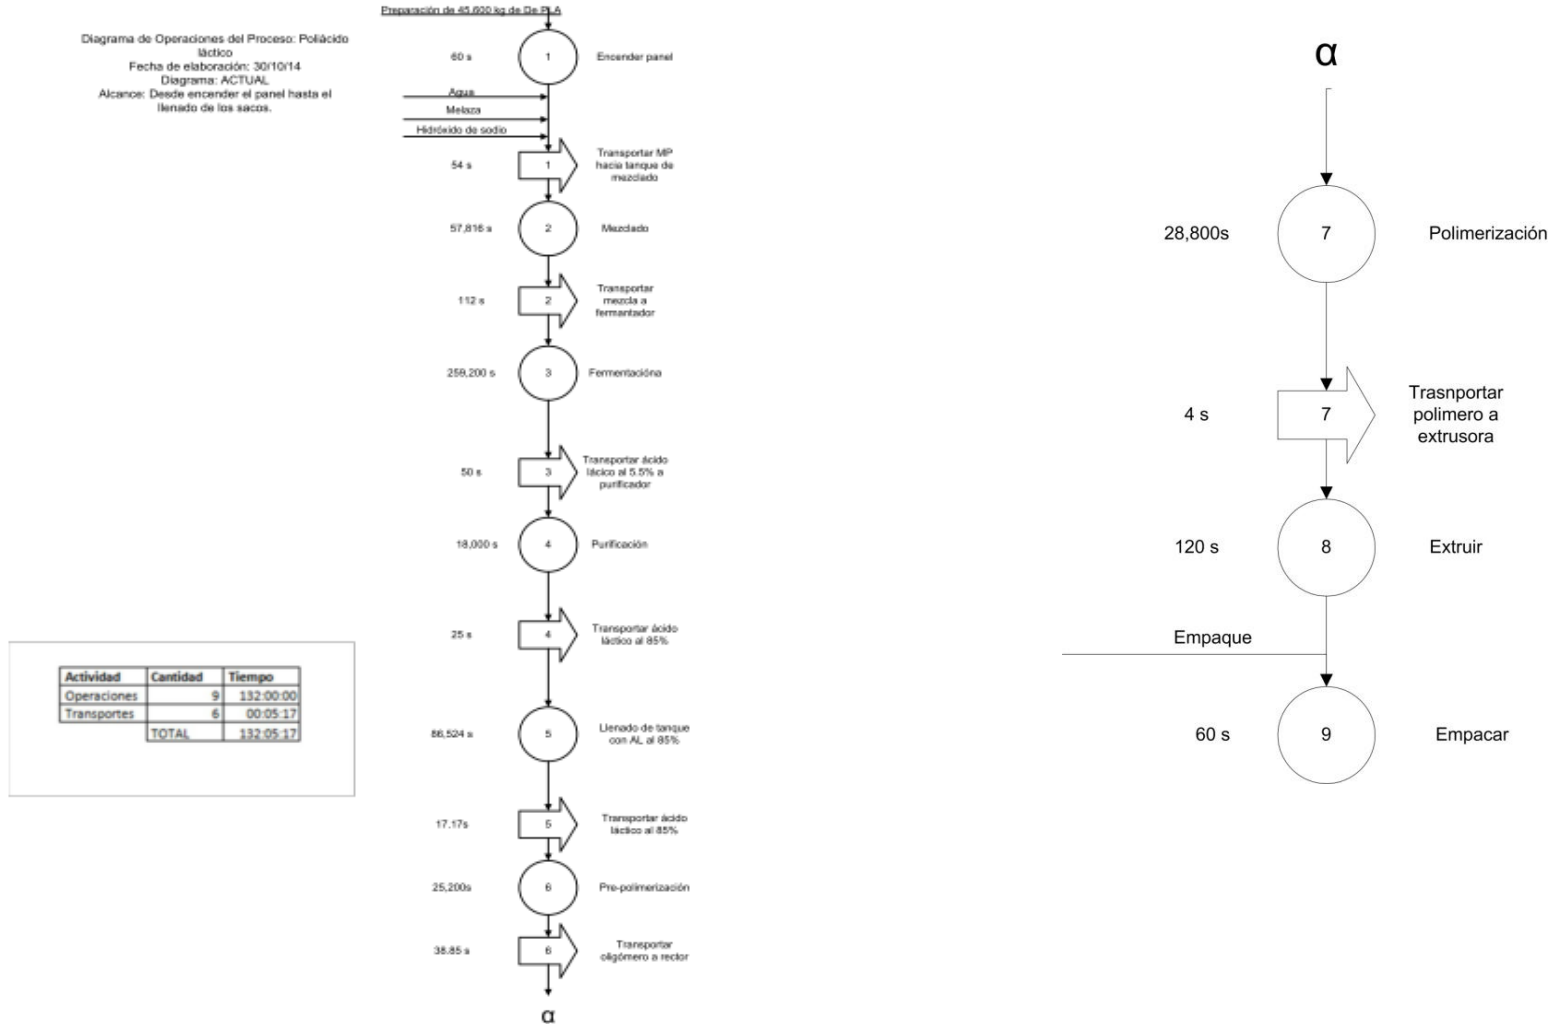 Preparación de 45,600 kg de De PLA
Diagrama de Operaciones del Proceso: Poliácido
láctico
Fecha de elaboración: 30/10/14
Diagrama: ACTUAL
Alcance: Desde encender el panel hasta el
llenado de los sacos.
60 s
1
Encender panel
Agua
Melaza
Hidróxido de sodio
54 s
1
Transportar MP
hacia tanque de
mezclado
57,816 s
2
Mezclado
112 s
2
Transportar
mezcla a
fermantador
259,200 s
3
Fermentacióna
50 s
3
Transportar ácido
lácico al 5.5% a
purificador
18,000 s
4
Purificación
25 s
4
Transportar ácido
láctico al 85%
86,524 s
5
Llenado de tanque
con AL al 85%
17.17s
5
Transportar ácido
láctico al 85%
25,200s
6
Pre-polimerización
38.85 s
6
Transportar
oligómero a rector
α
Actividad Cantidad Tiempo
Operaciones 9 132:00:00
Transportes 6 00:05:17
TOTAL 132:05:17
α
28,800s
7
Polimerización
4 s
7
Trasnportar
polimero a
extrusora
120 s
8
Extruir
Empaque
60 s
9
Empacar